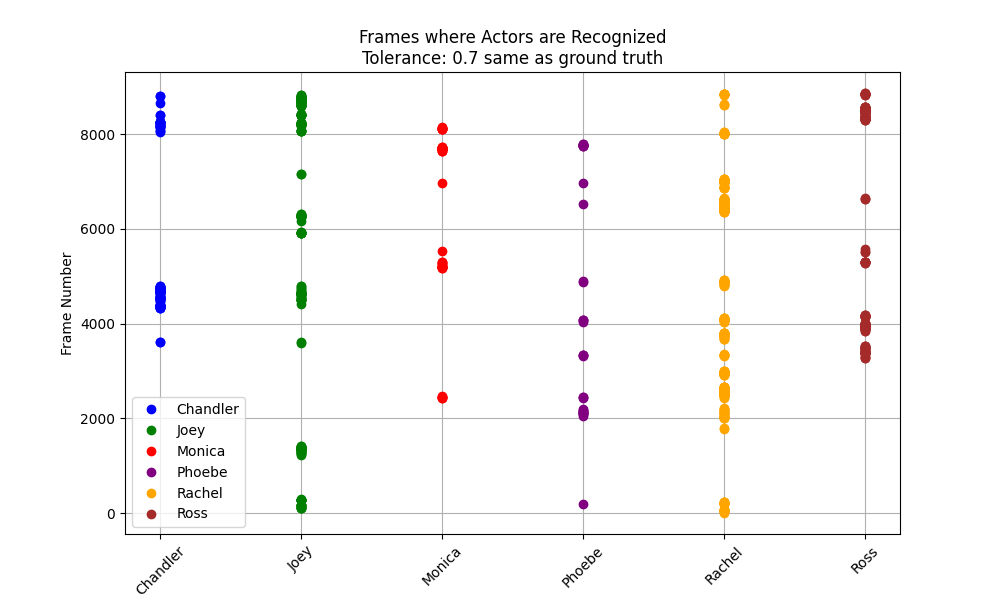 Frames where Actors are Recognized
Tolerance: 0.7 same as ground truth
Frame Number
8000
6000
4000
2000
0
Chandler
Joey
Monica
Phoebe
Rachel
Ross
Chandler
Joey
Monica
Phoebe
Rachel
Ross